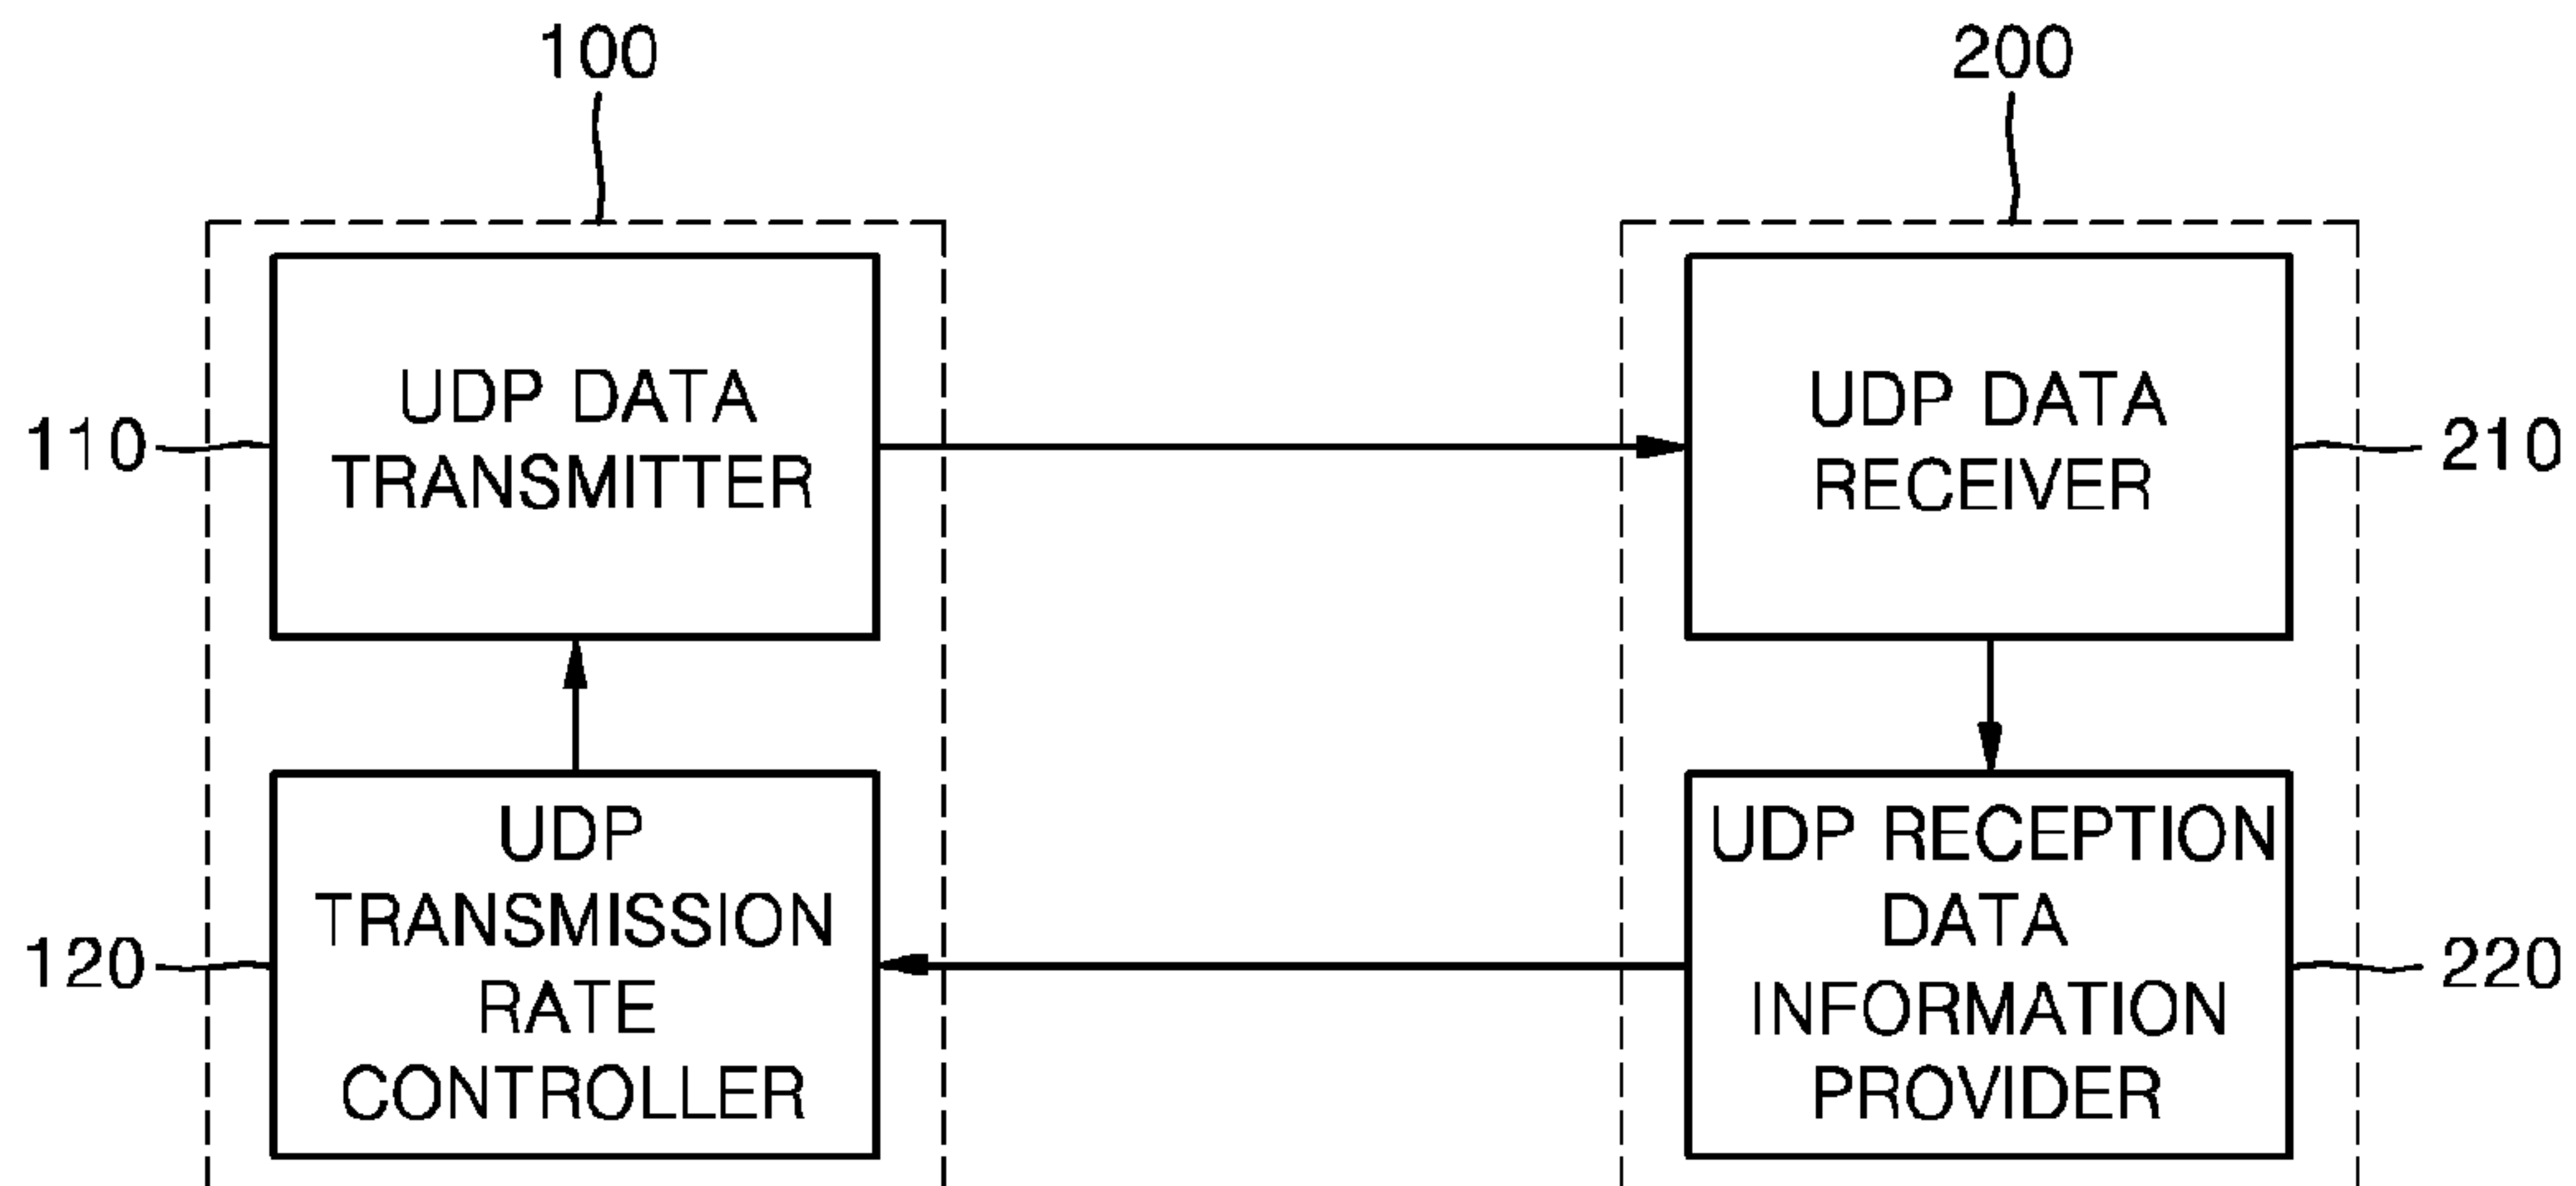 100
200
110
UDP DATA
TRANSMITTER
UDP DATA
RECEIVER
210
120
UDP
TRANSMISSION
RATE
CONTROLLER
UDP RECEPTION
DATA
INFORMATION
PROVIDER
220